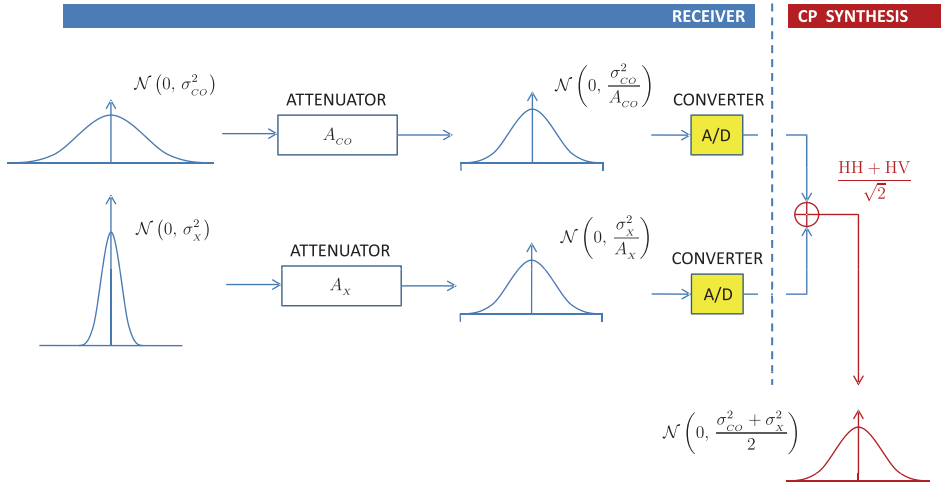 RECEIVER
CP SYNTHESIS
𝒩(0, σ²_CO)
ATTENUATOR
A_CO
𝒩(0, σ²_CO / A_CO)
CONVERTER
A/D
HH + HV / √2
𝒩(0, σ²_X)
ATTENUATOR
A_X
𝒩(0, σ²_X / A_X)
CONVERTER
A/D
𝒩(0, σ²_CO + σ²_X / 2)